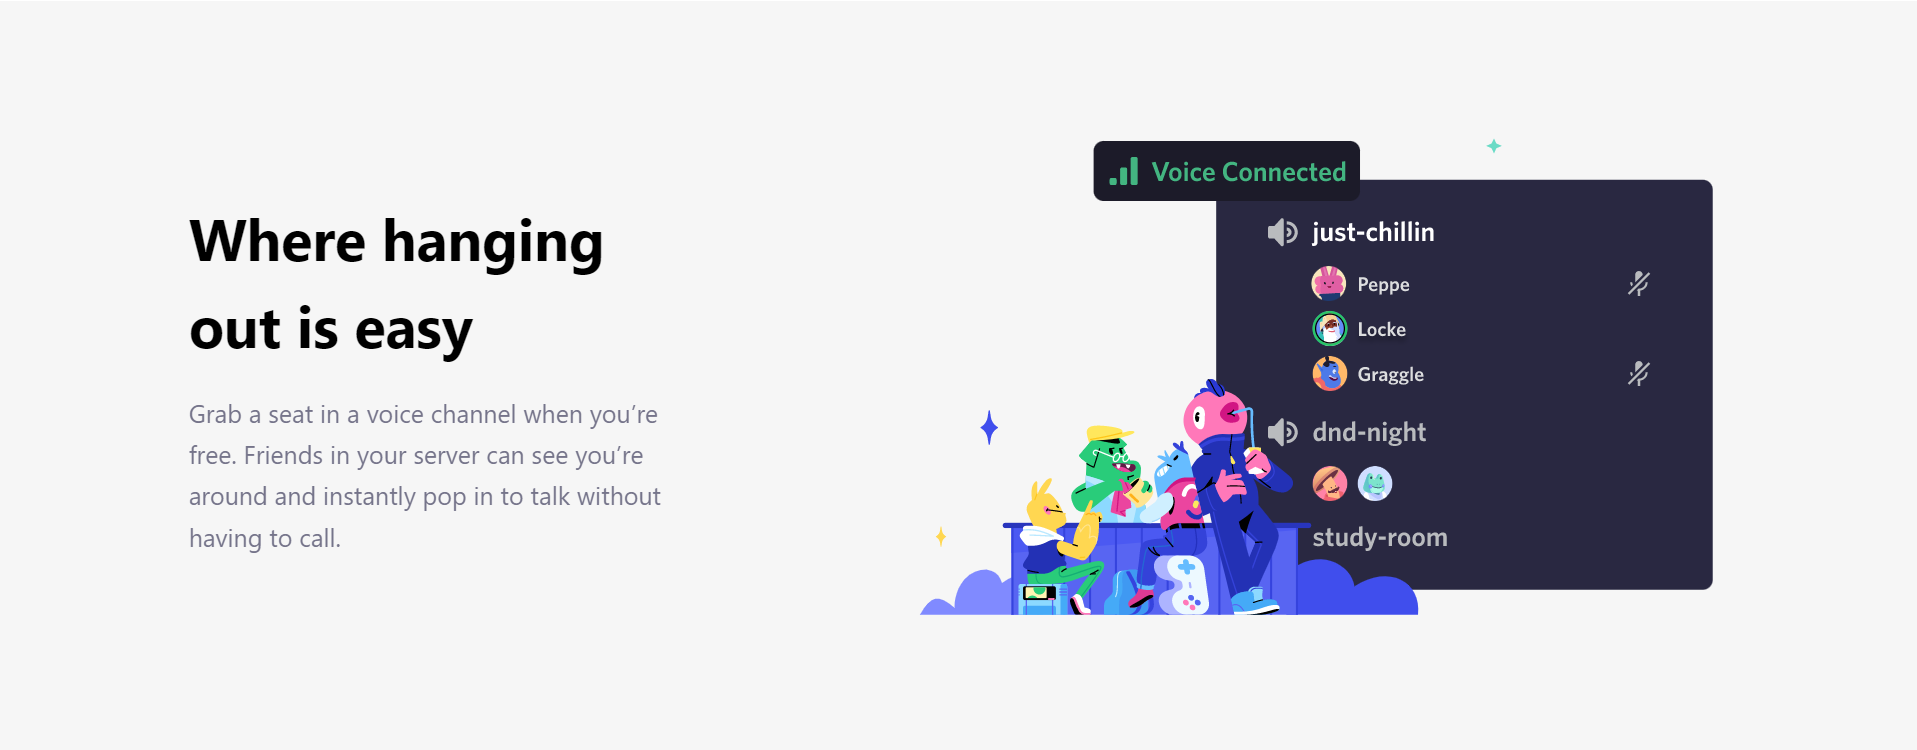 Where hanging
out is easy
Grab a seat in a voice channel when you’re
free. Friends in your server can see you’re
around and instantly pop in to talk without
having to call.
Voice Connected
just-chillin
Peppe
Locke
Graggle
dnd-night
study-room